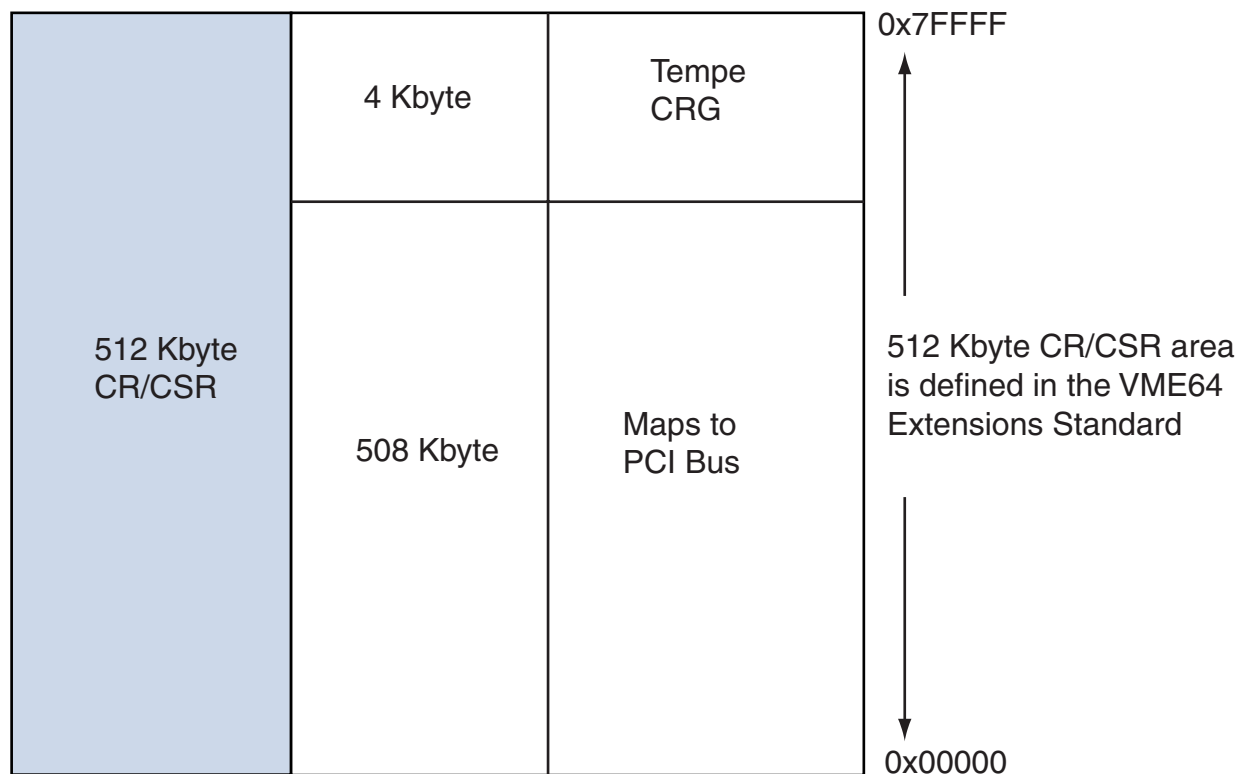 0x7FFFF
4 Kbyte
Tempe
CRG
512 Kbyte
CR/CSR
508 Kbyte
Maps to
PCI Bus
512 Kbyte CR/CSR area
is defined in the VME64
Extensions Standard
0x00000